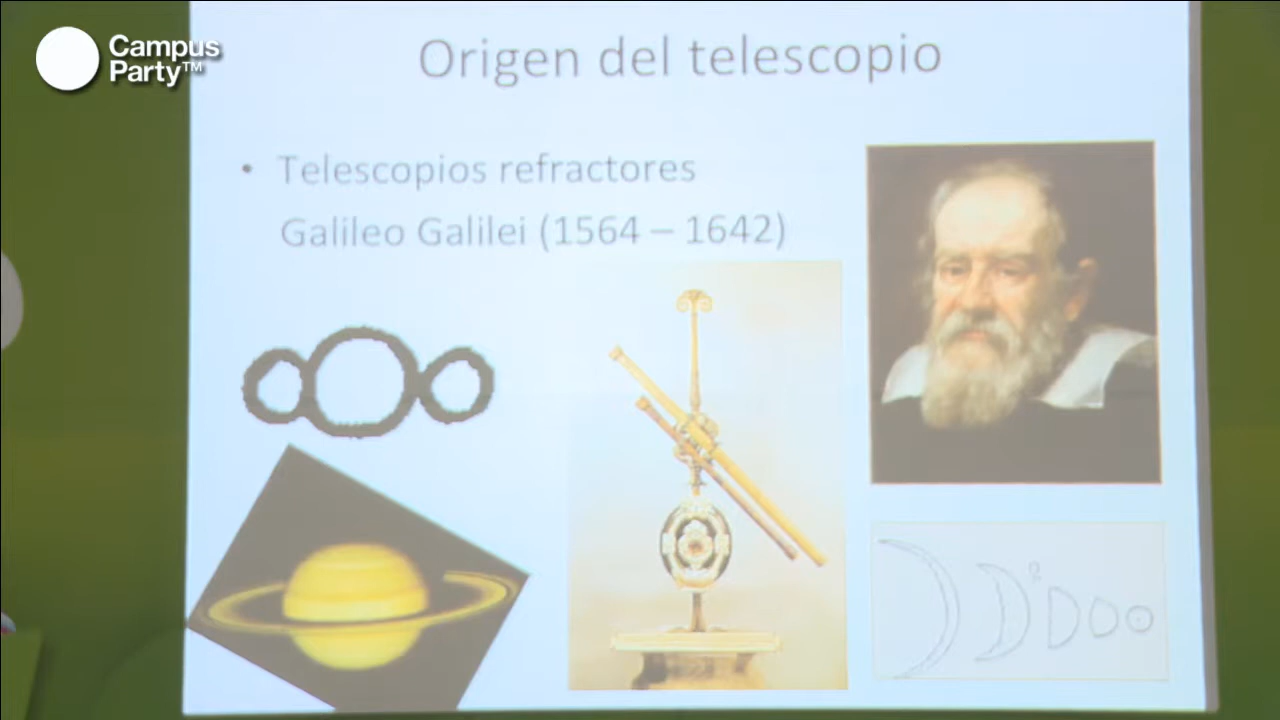 Campus
Party™
Origen del telescopio
• Telescopios refractores
Galileo Galilei (1564 – 1642)